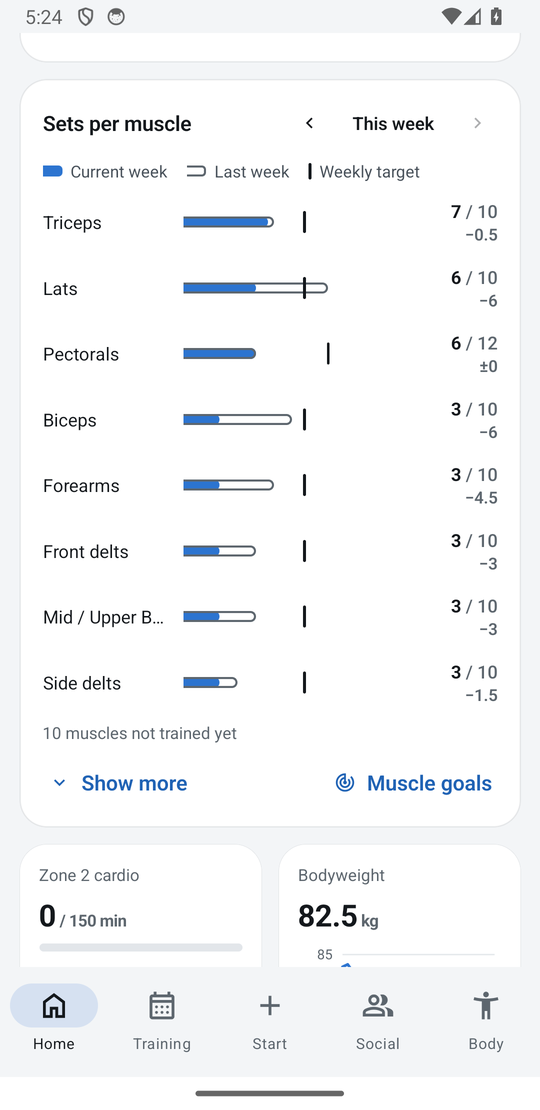 5:24
Sets per muscle
This week
Current week
Last week
Weekly target
Triceps
7 / 10
−0.5
Lats
6 / 10
−6
Pectorals
6 / 12
±0
Biceps
3 / 10
−6
Forearms
3 / 10
−4.5
Front delts
3 / 10
−3
Mid / Upper B...
3 / 10
−3
Side delts
3 / 10
−1.5
10 muscles not trained yet
Show more
Muscle goals
Zone 2 cardio
0 / 150 min
Bodyweight
82.5 kg
85
Home
Training
Start
Social
Body